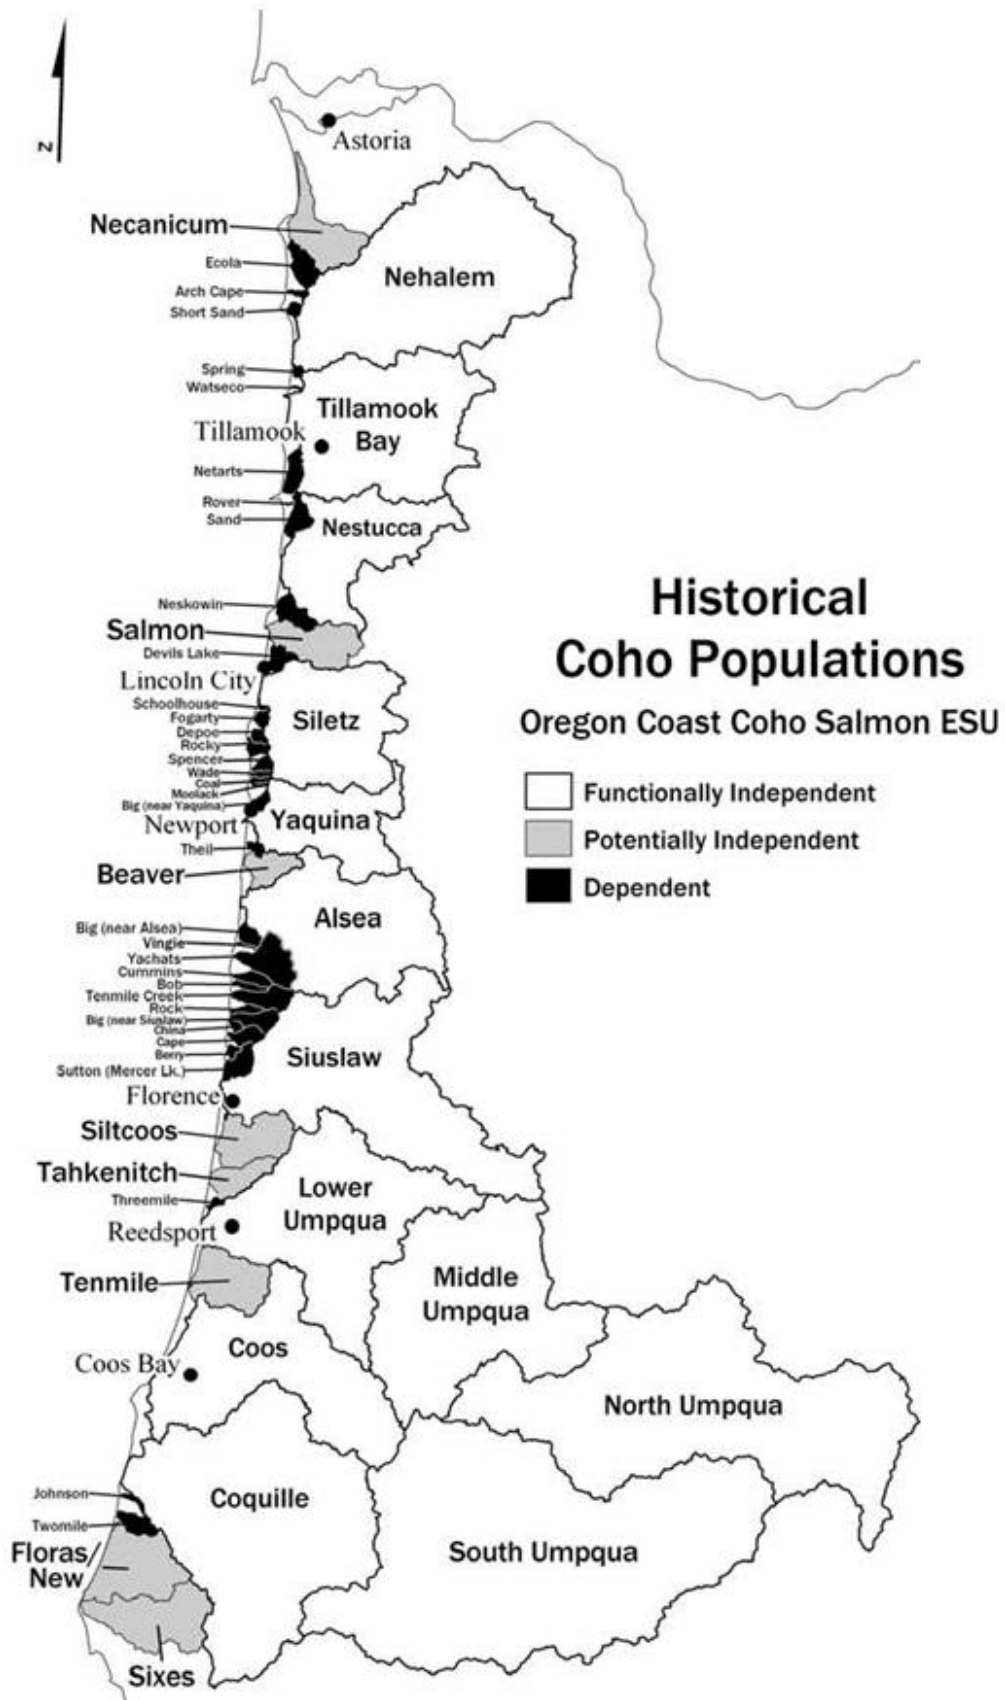 Z
Astoria
Necanicum
Nehalem
Ecola
Arch Cape
Short Sand
Spring
Watseco
Tillamook
Bay
Tillamook
Netarts
Rover
Sand
Nestucca
Historical
Coho Populations
Oregon Coast Coho Salmon ESU
Functionally Independent
Potentially Independent
Dependent
Neskowin
Salmon
Devils Lake
Lincoln City
Schoolhouse
Siletz
Fogarty
Depoe
Rocky
Spencer
Wade
Coal
Moolack
Big (near Yaquina)
Newport
Yaquina
Theil
Beaver
Alsea
Big (near Alsea)
Vingie
Yachats
Cummins
Bob
Tenmile Creek
Rock
Big (near Siuslaw)
China
Cape
Berry
Siuslaw
Sutton (Mercer Lk.)
Florence
Siltcoos
Tahkenitch
Threemile
Lower
Umpqua
Reedsport
Tenmile
Middle
Umpqua
Coos
Coos Bay
North Umpqua
Johnson
Coquille
Twomile
Floras/
New
South Umpqua
Sixes